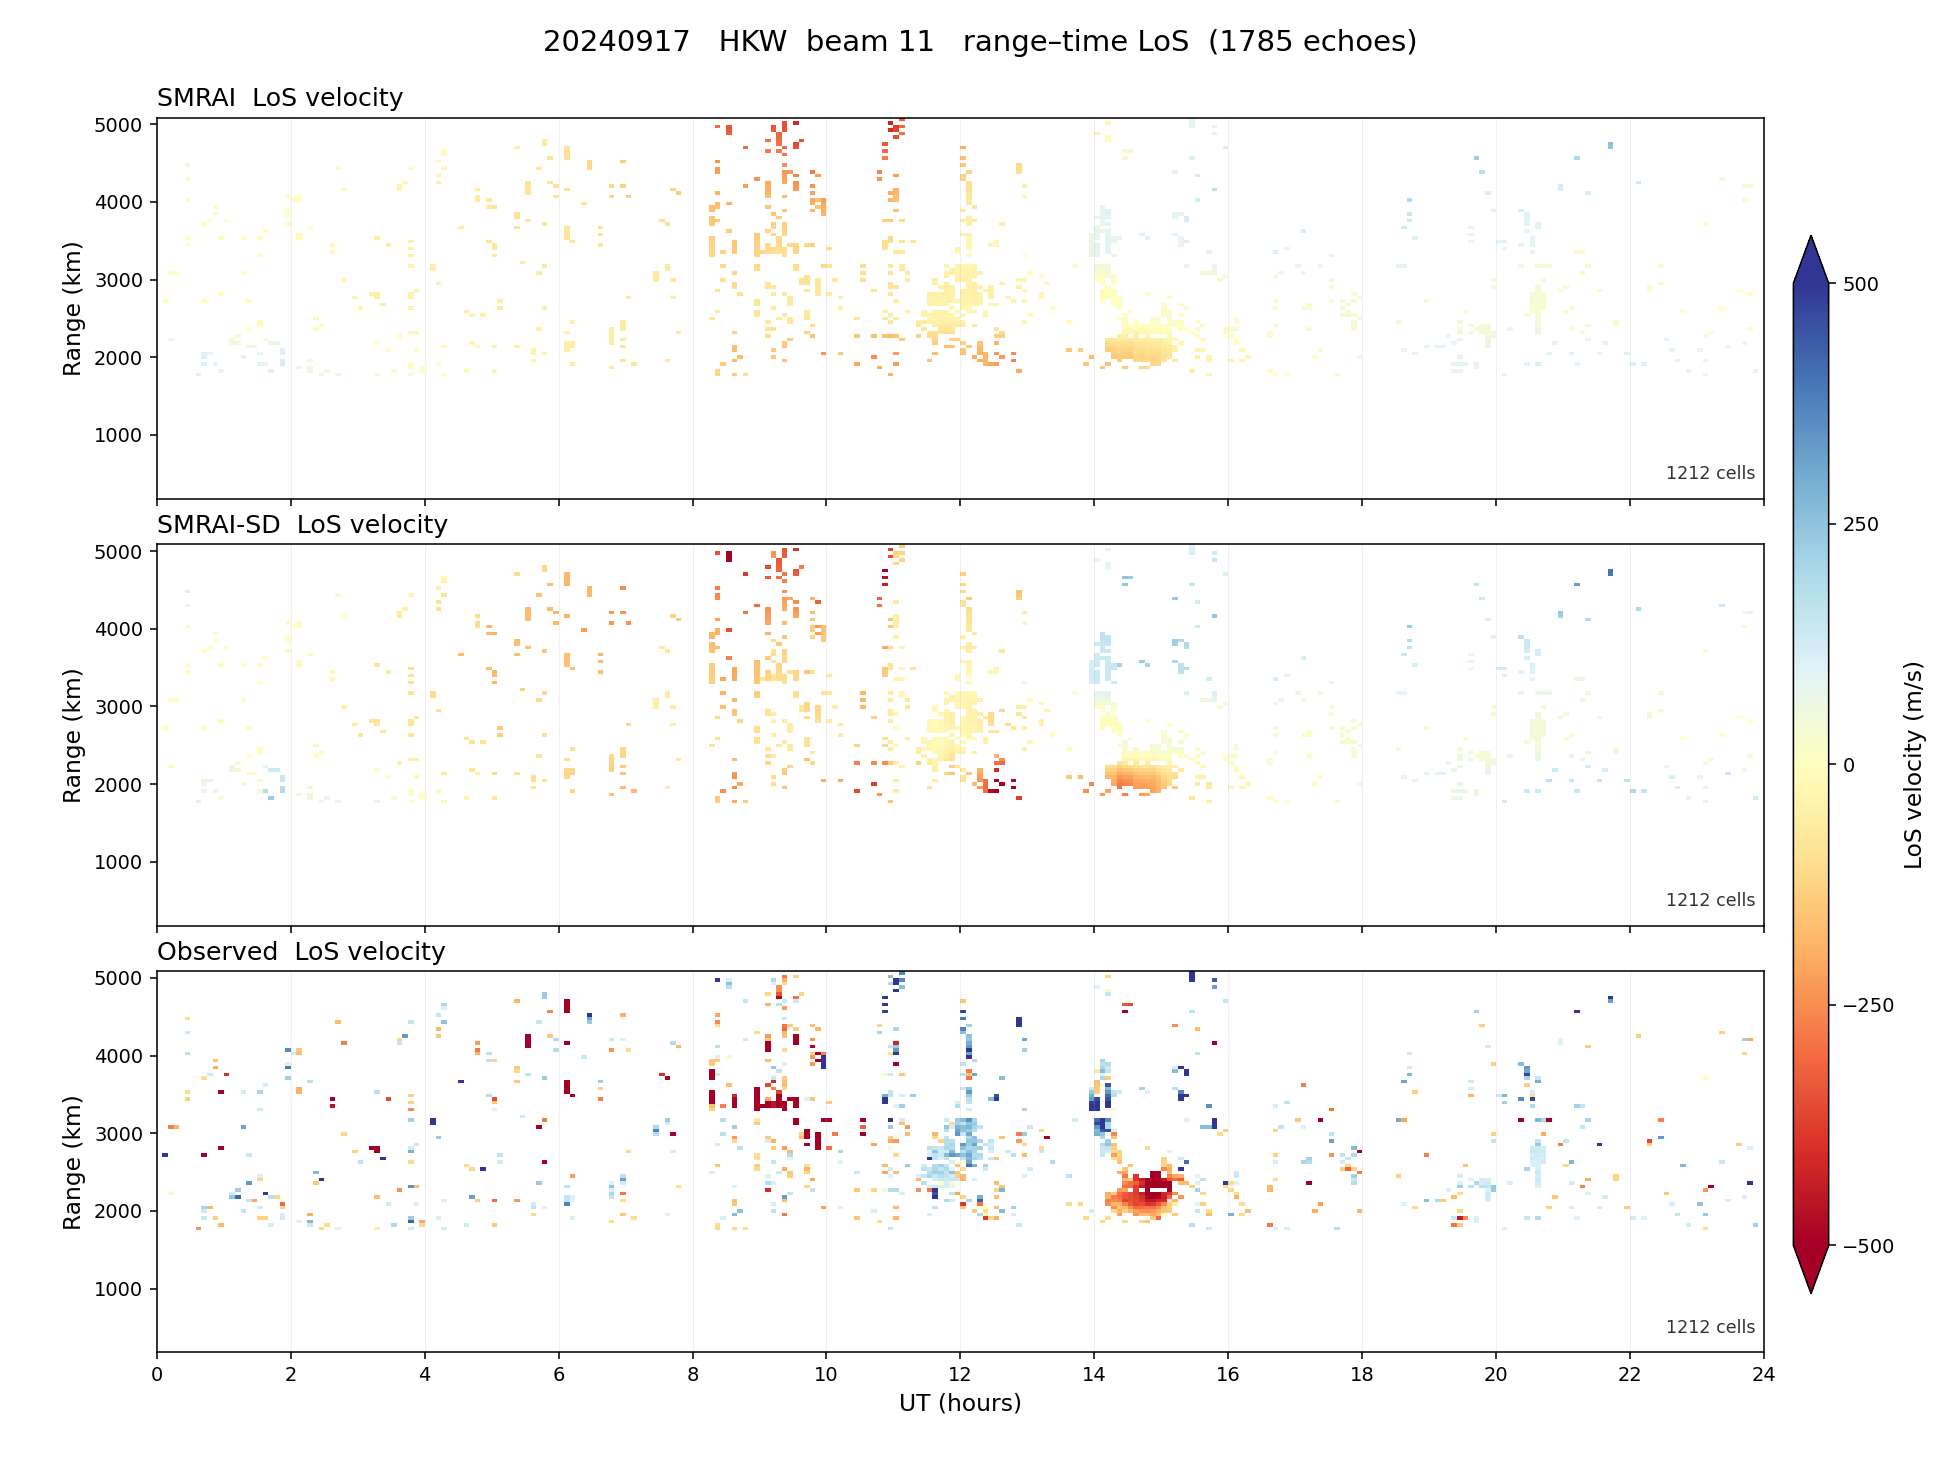 20240917   HKW  beam 11   range–time LoS  (1785 echoes)
SMRAI  LoS velocity
5000
4000
3000
2000
1000
Range (km)
1212 cells
SMRAI-SD  LoS velocity
5000
4000
3000
2000
1000
Range (km)
1212 cells
Observed  LoS velocity
5000
4000
3000
2000
1000
Range (km)
1212 cells
0 2 4 6 8 10 12 14 16 18 20 22 24
UT (hours)
500
250
0
−250
−500
LoS velocity (m/s)